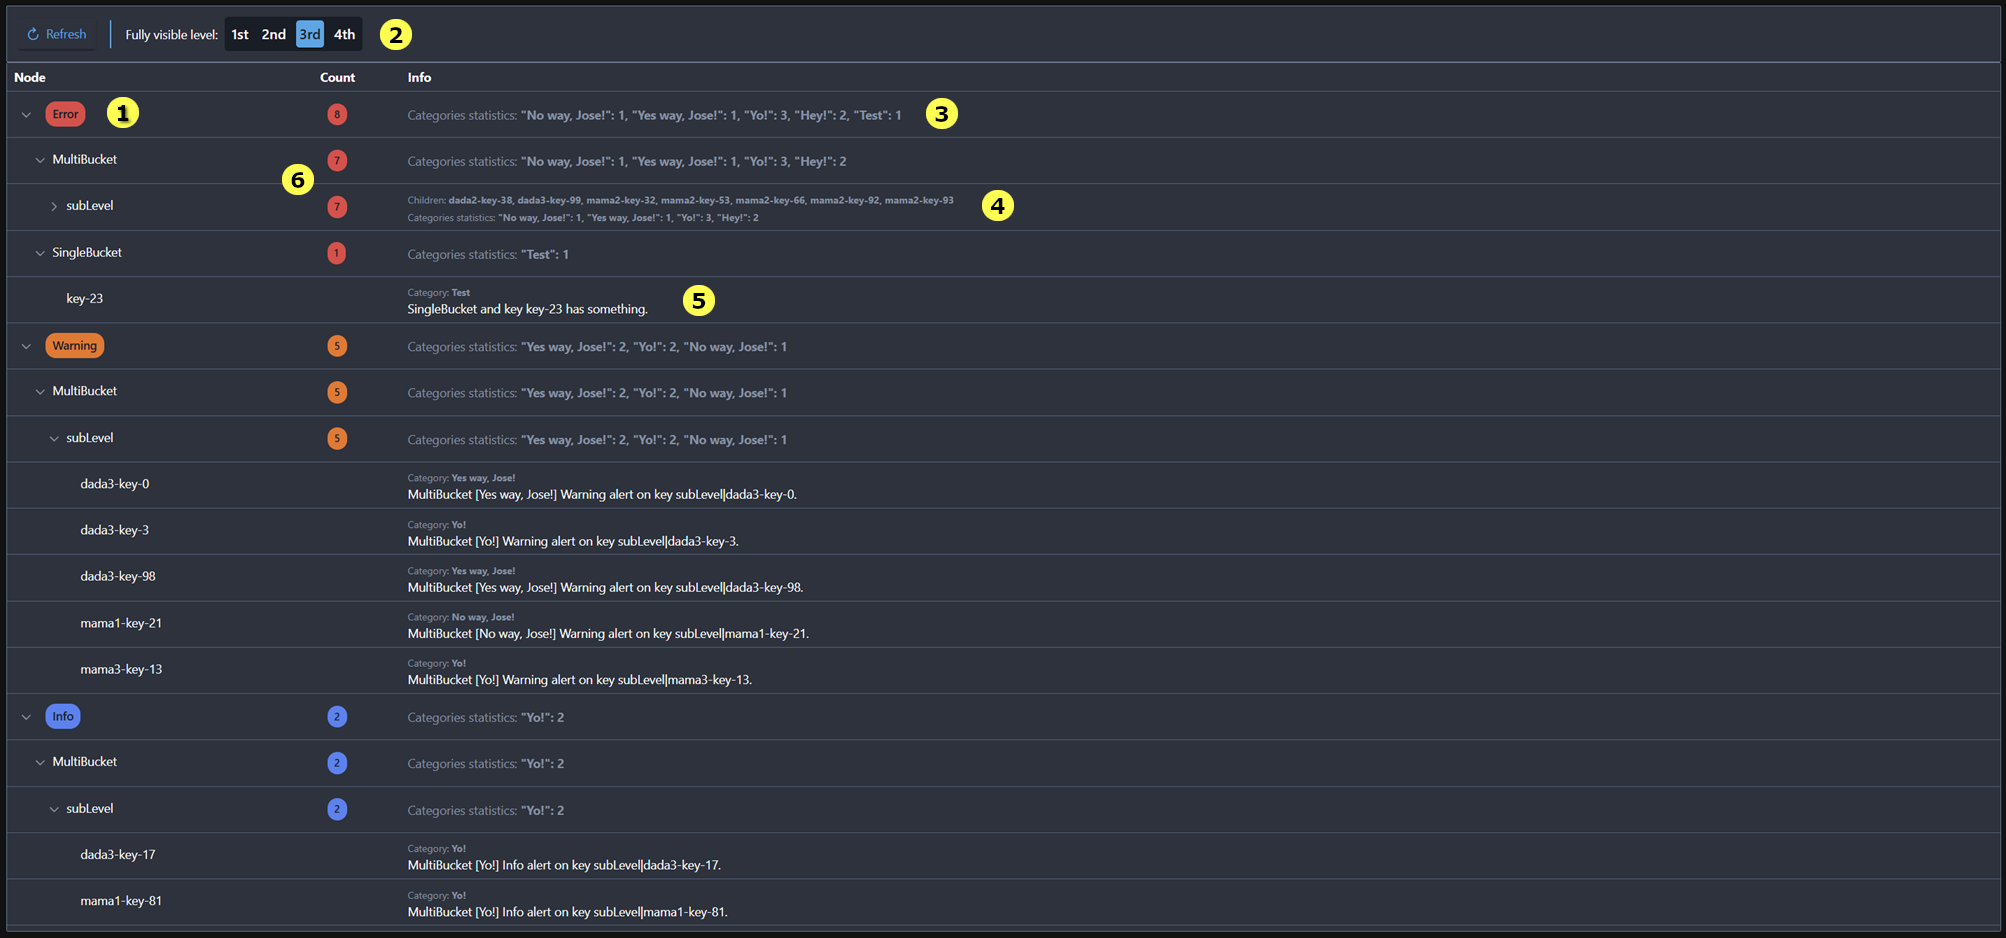 Refresh Fully visible level: 1st 2nd 3rd 4th 2
Node Count Info
Error 1 8 Categories statistics: "No way, Jose!": 1, "Yes way, Jose!": 1, "Yo!": 3, "Hey!": 2, "Test": 1 3
MultiBucket 7 Categories statistics: "No way, Jose!": 1, "Yes way, Jose!": 1, "Yo!": 3, "Hey!": 2
6
subLevel 7 Children: dada2-key-38, dada3-key-99, mama2-key-32, mama2-key-53, mama2-key-66, mama2-key-92, mama2-key-93 4
Categories statistics: "No way, Jose!": 1, "Yes way, Jose!": 1, "Yo!": 3, "Hey!": 2
SingleBucket 1 Categories statistics: "Test": 1
key-23 Category: Test
SingleBucket and key key-23 has something. 5
Warning 5 Categories statistics: "Yes way, Jose!": 2, "Yo!": 2, "No way, Jose!": 1
MultiBucket 5 Categories statistics: "Yes way, Jose!": 2, "Yo!": 2, "No way, Jose!": 1
subLevel 5 Categories statistics: "Yes way, Jose!": 2, "Yo!": 2, "No way, Jose!": 1
dada3-key-0 Category: Yes way, Jose!
MultiBucket [Yes way, Jose!] Warning alert on key subLevel|dada3-key-0.
dada3-key-3 Category: Yo!
MultiBucket [Yo!] Warning alert on key subLevel|dada3-key-3.
dada3-key-98 Category: Yes way, Jose!
MultiBucket [Yes way, Jose!] Warning alert on key subLevel|dada3-key-98.
mama1-key-21 Category: No way, Jose!
MultiBucket [No way, Jose!] Warning alert on key subLevel|mama1-key-21.
mama3-key-13 Category: Yo!
MultiBucket [Yo!] Warning alert on key subLevel|mama3-key-13.
Info 2 Categories statistics: "Yo!": 2
MultiBucket 2 Categories statistics: "Yo!": 2
subLevel 2 Categories statistics: "Yo!": 2
dada3-key-17 Category: Yo!
MultiBucket [Yo!] Info alert on key subLevel|dada3-key-17.
mama1-key-81 Category: Yo!
MultiBucket [Yo!] Info alert on key subLevel|mama1-key-81.